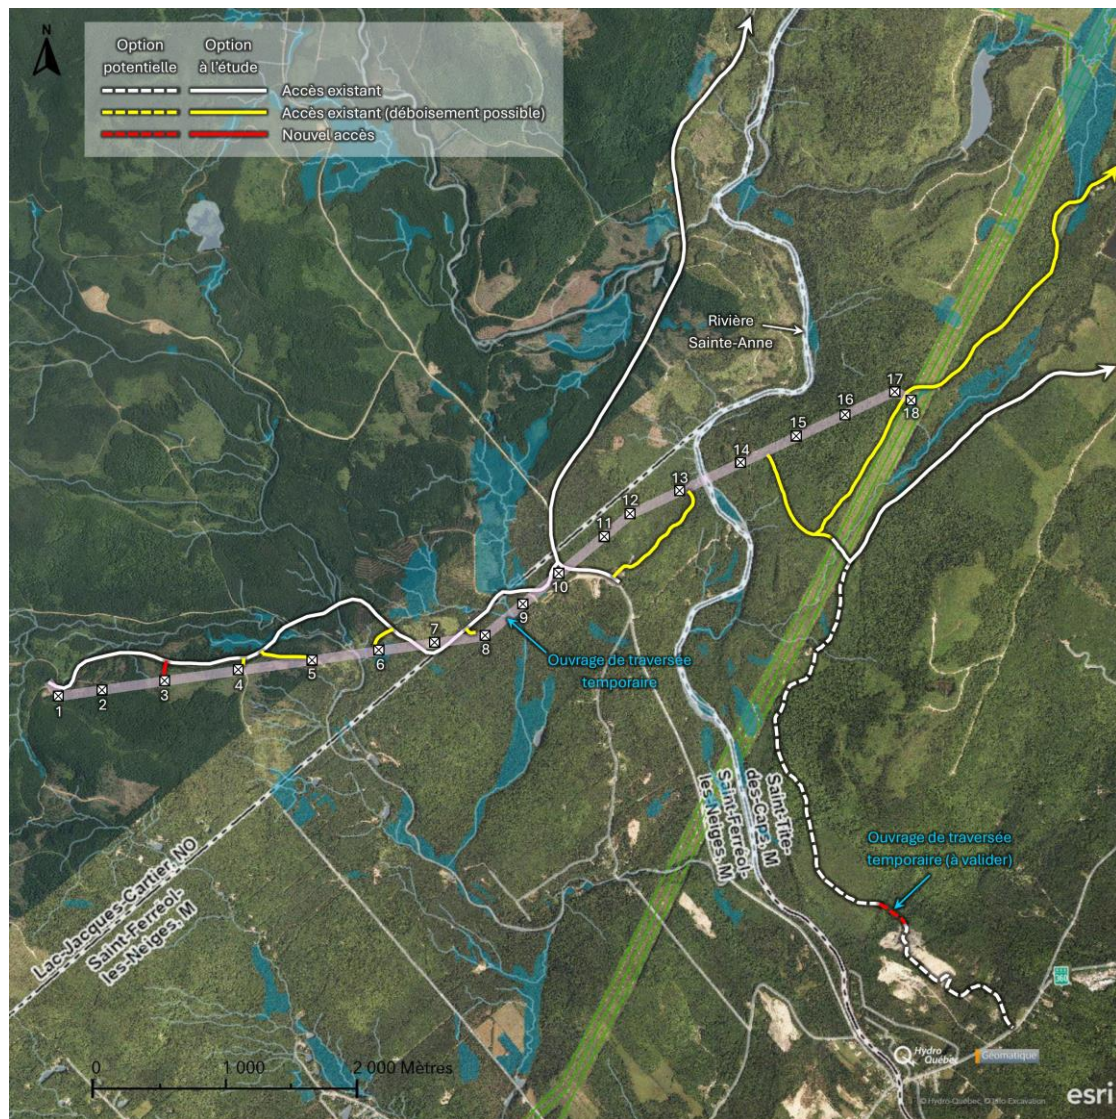 N
Option
potentielle
Option
à l'étude
Accès existant
Accès existant (déboisement possible)
Nouvel accès
Rivière
Sainte-Anne
17
18
16
15
14
13
12
11
10
9
8
7
6
5
4
3
2
1
Ouvrage de traversée
temporaire
Saint-Tite-
des-Caps, M
Saint-Ferréol-
les-Neiges, M
Ouvrage de traversée
temporaire (à valider)
Lac-Jacques-Cartier, NO
Saint-Ferréol-
les-Neiges, M
360
0
1 000
2 000 Mètres
Hydro
Québec
Géomatique
esri